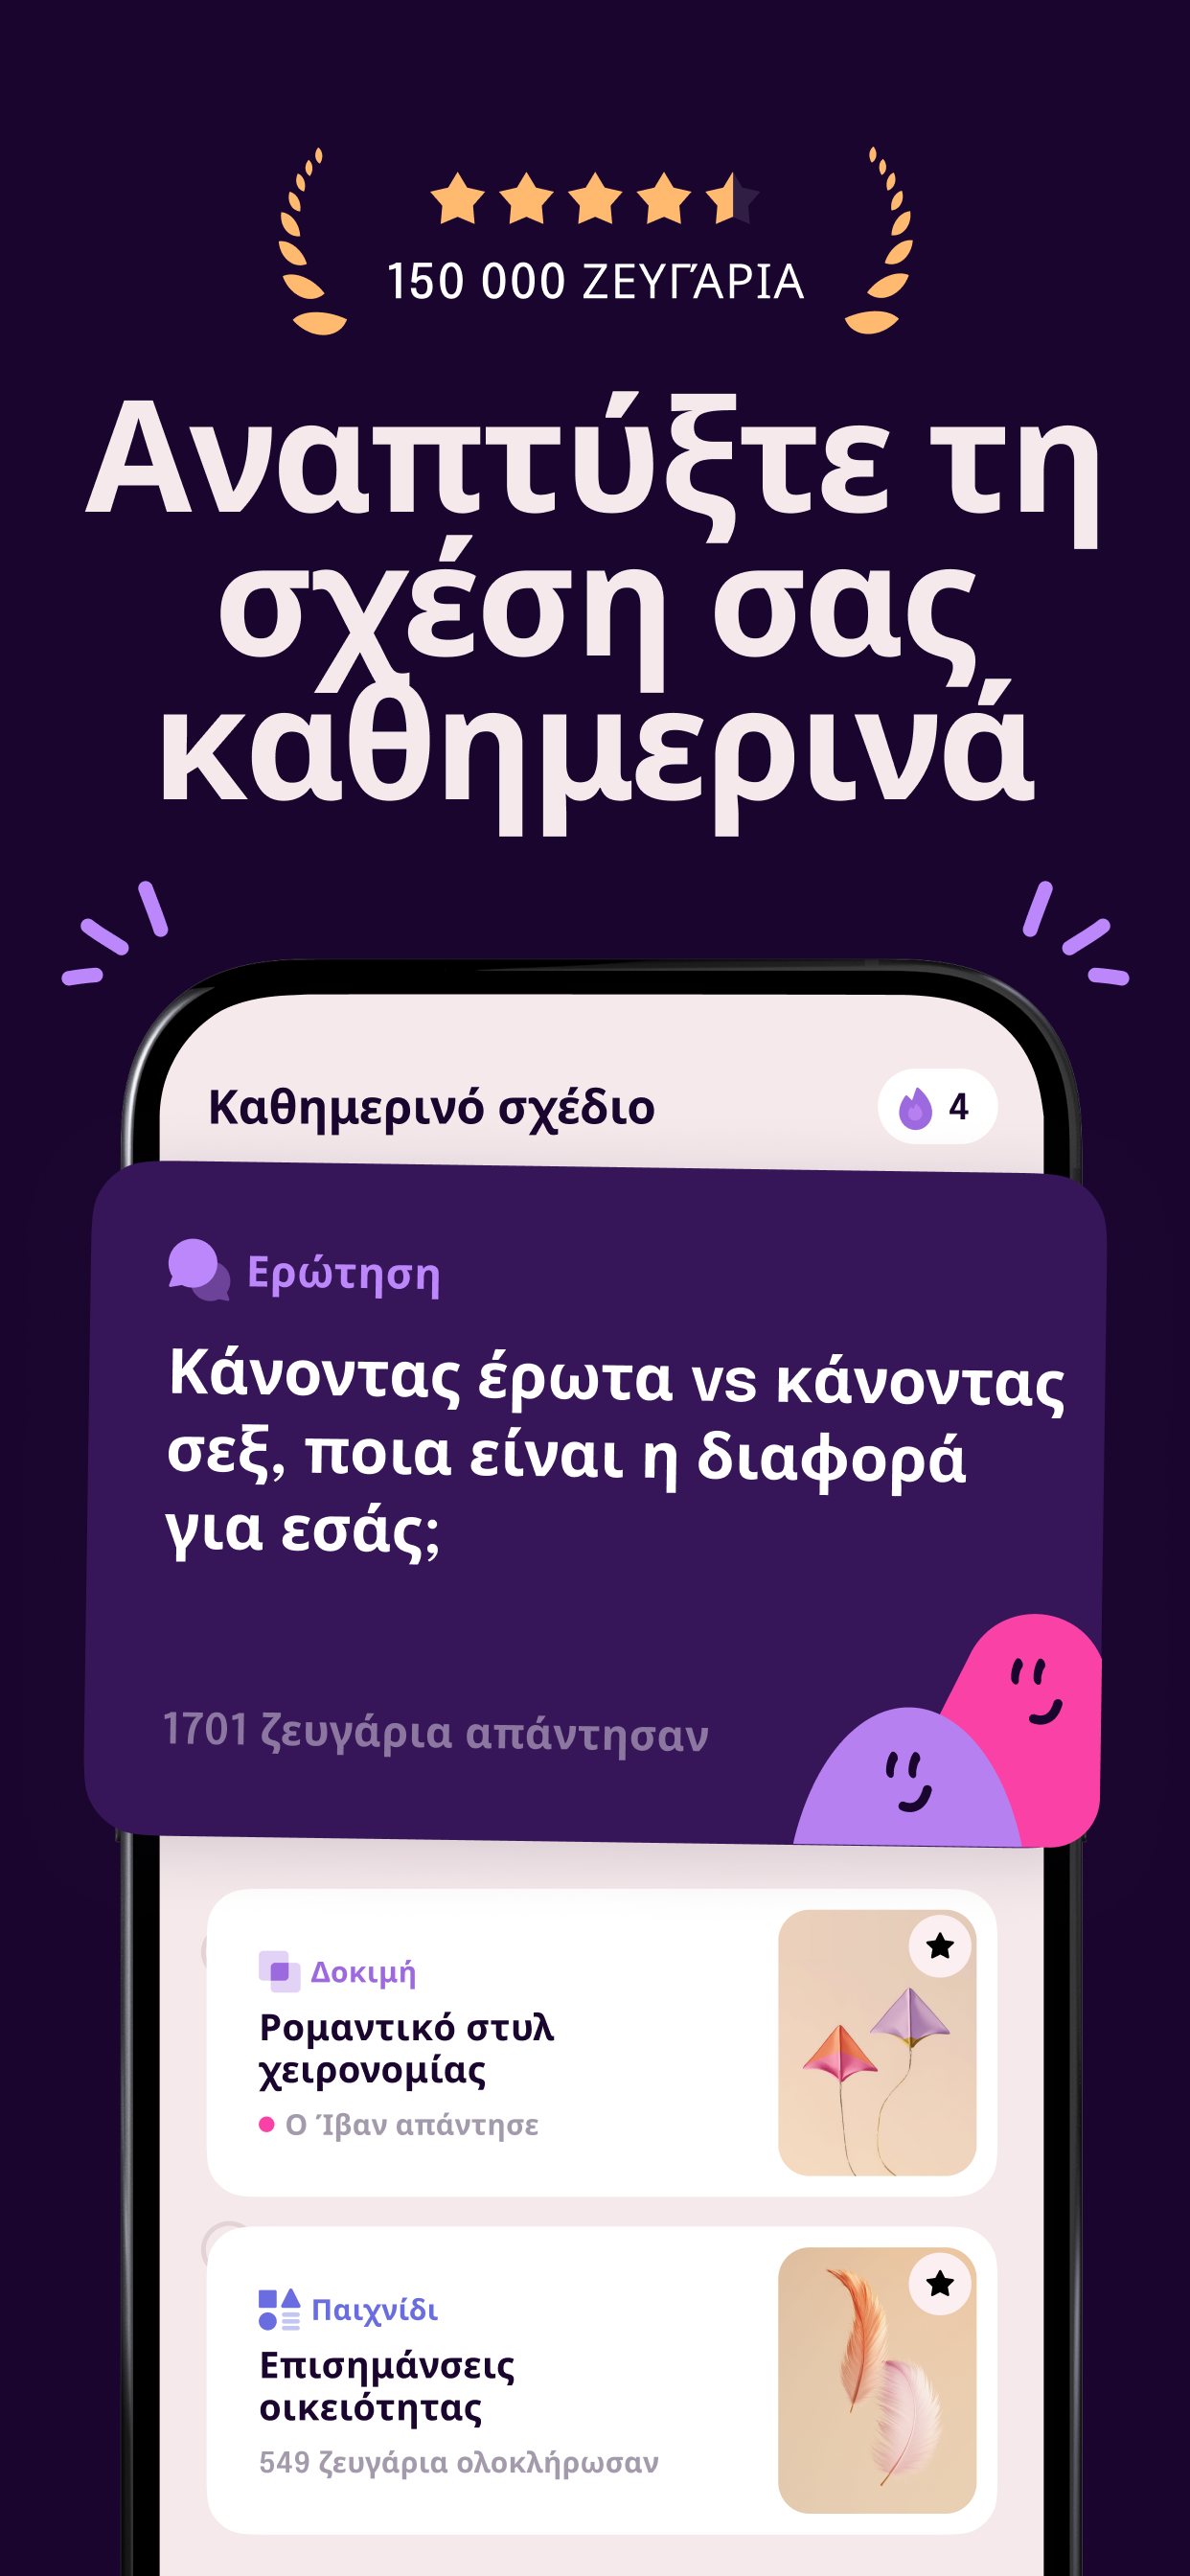 150 000 ΖΕΥΓΆΡΙΑ
Αναπτύξτε τη
σχέση σας
καθημερινά
Καθημερινό σχέδιο
4
Ερώτηση
Κάνοντας έρωτα vs κάνοντας
σεξ, ποια είναι η διαφορά
για εσάς;
1701 ζευγάρια απάντησαν
Δοκιμή
Ρομαντικό στυλ
χειρονομίας
Ο Ίβαν απάντησε
Παιχνίδι
Επισημάνσεις
οικειότητας
549 ζευγάρια ολοκλήρωσαν